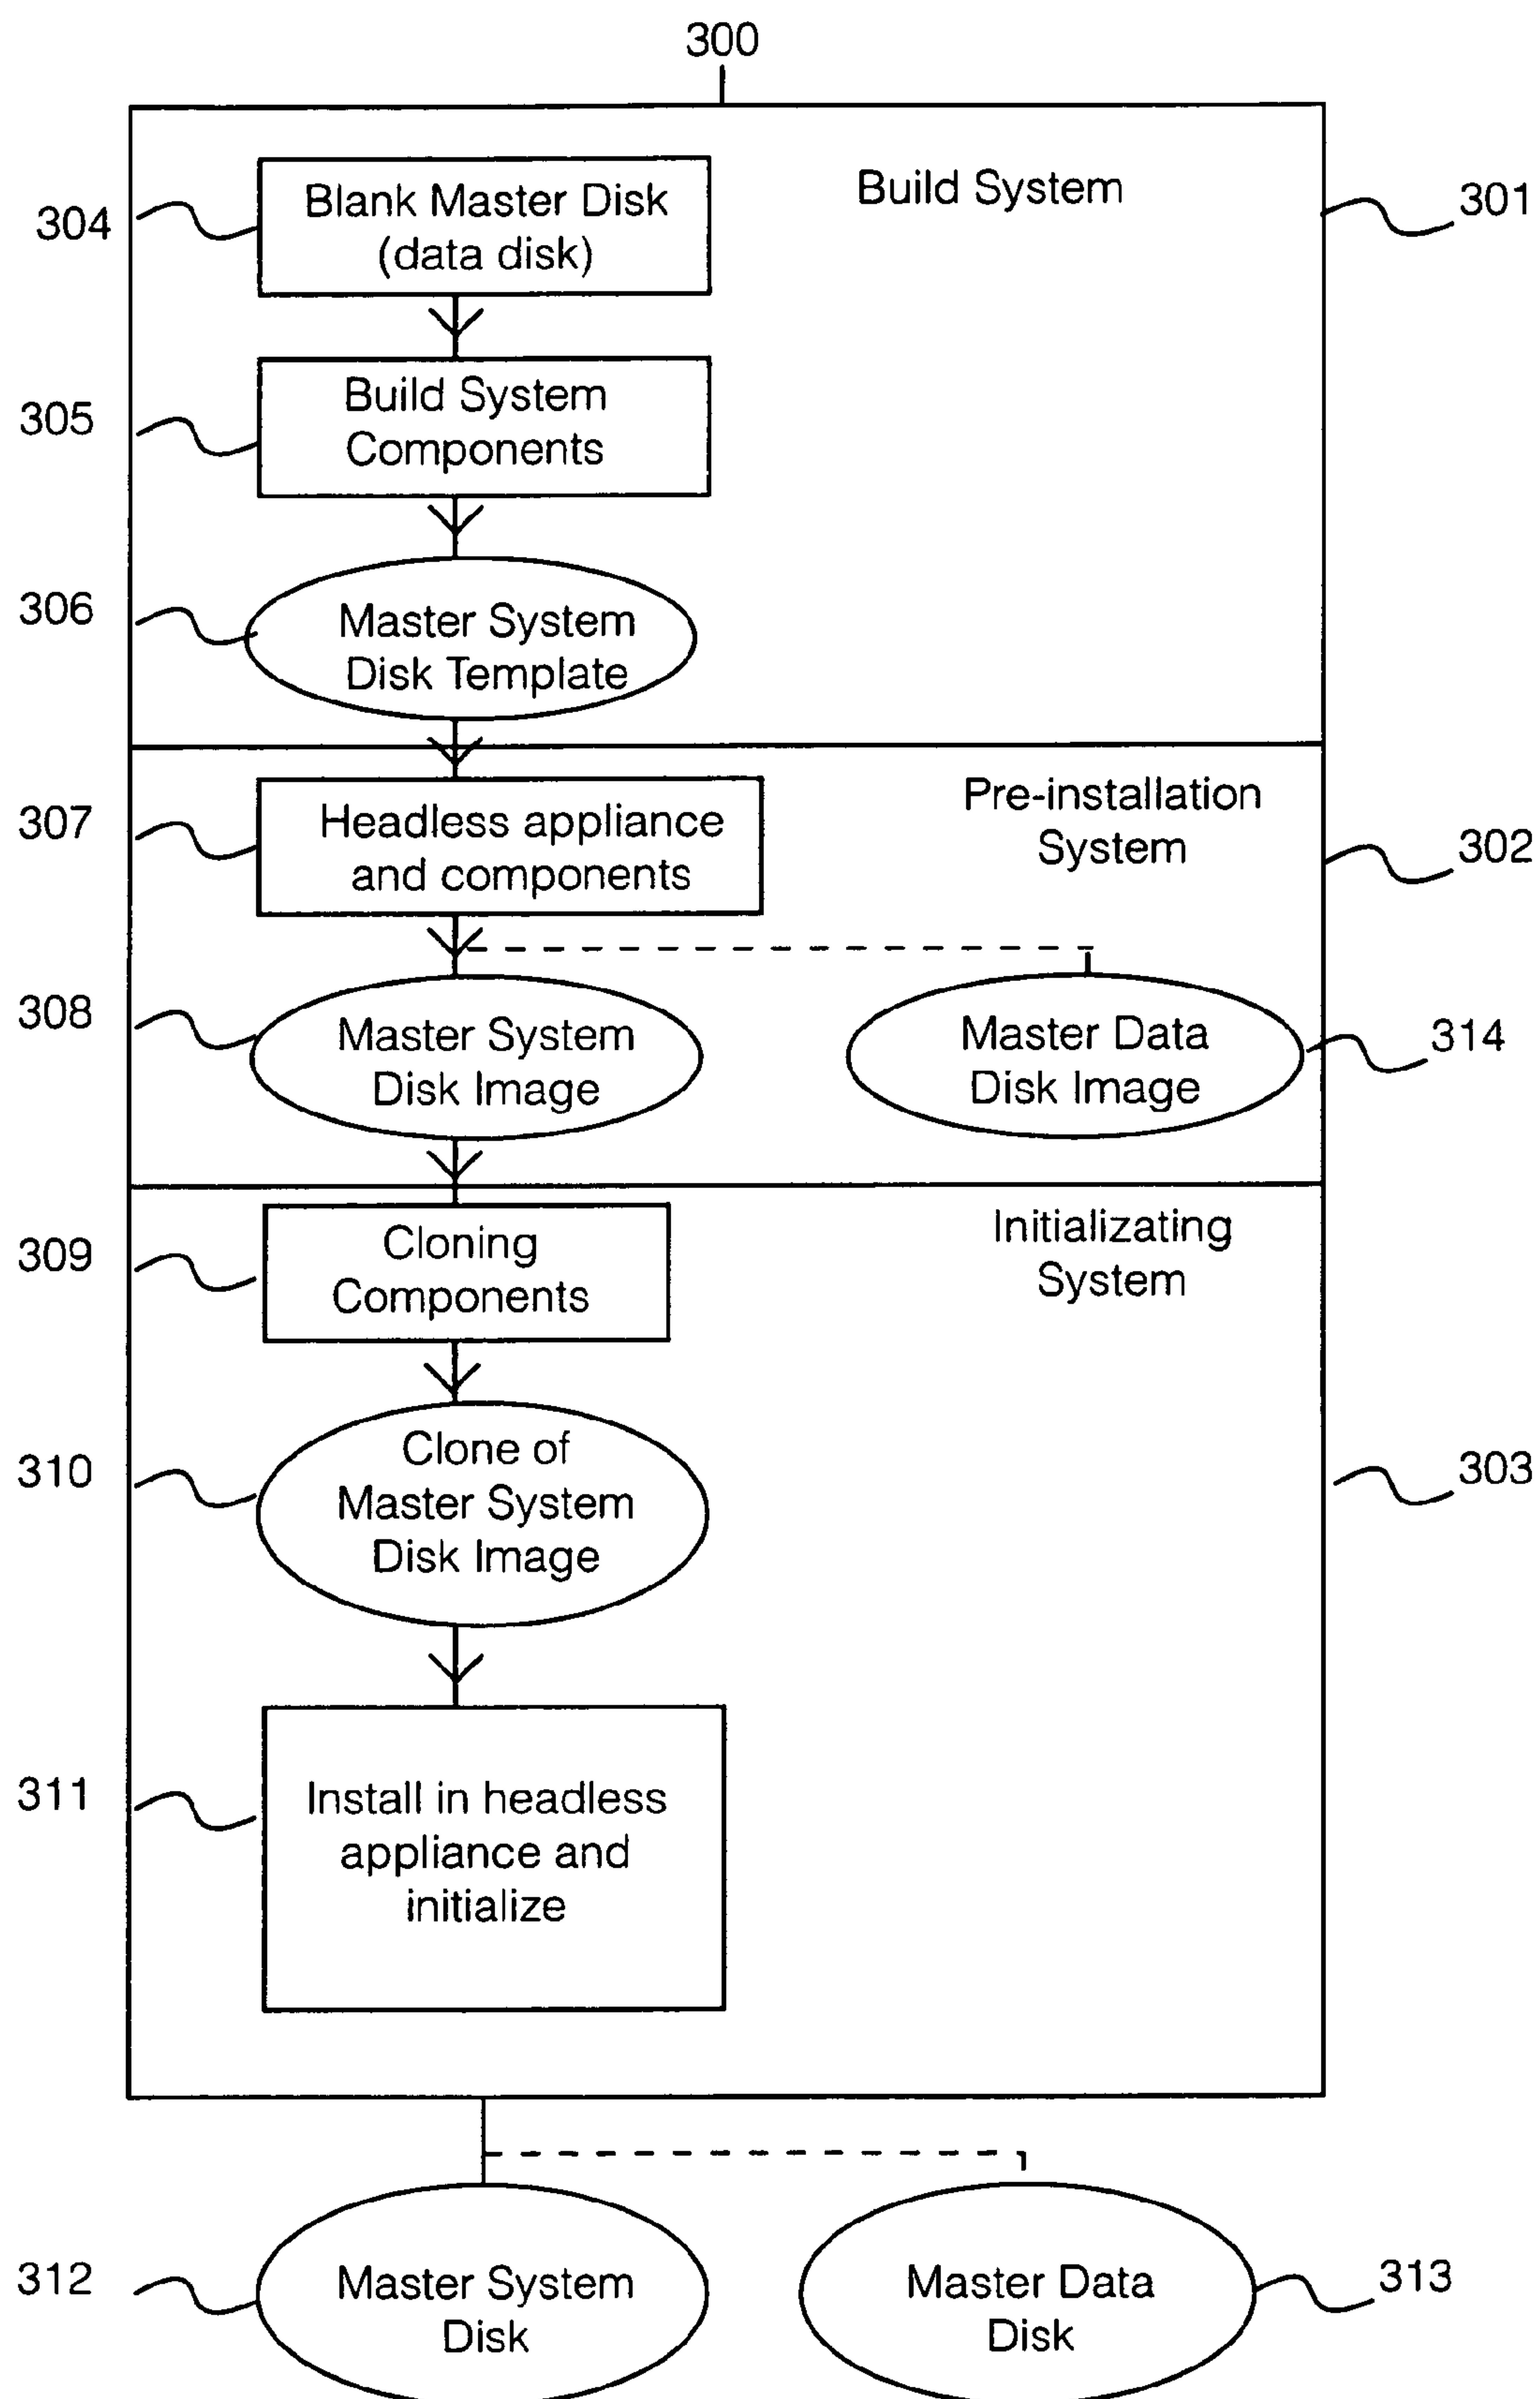 300
Build System
301
304
Blank Master Disk
(data disk)
305
Build System
Components
306
Master System
Disk Template
Pre-installation
System
302
307
Headless appliance
and components
308
Master System
Disk Image
Master Data
Disk Image
314
Initializating
System
309
Cloning
Components
303
310
Clone of
Master System
Disk Image
311
Install in headless
appliance and
initialize
312
Master System
Disk
Master Data
Disk
313